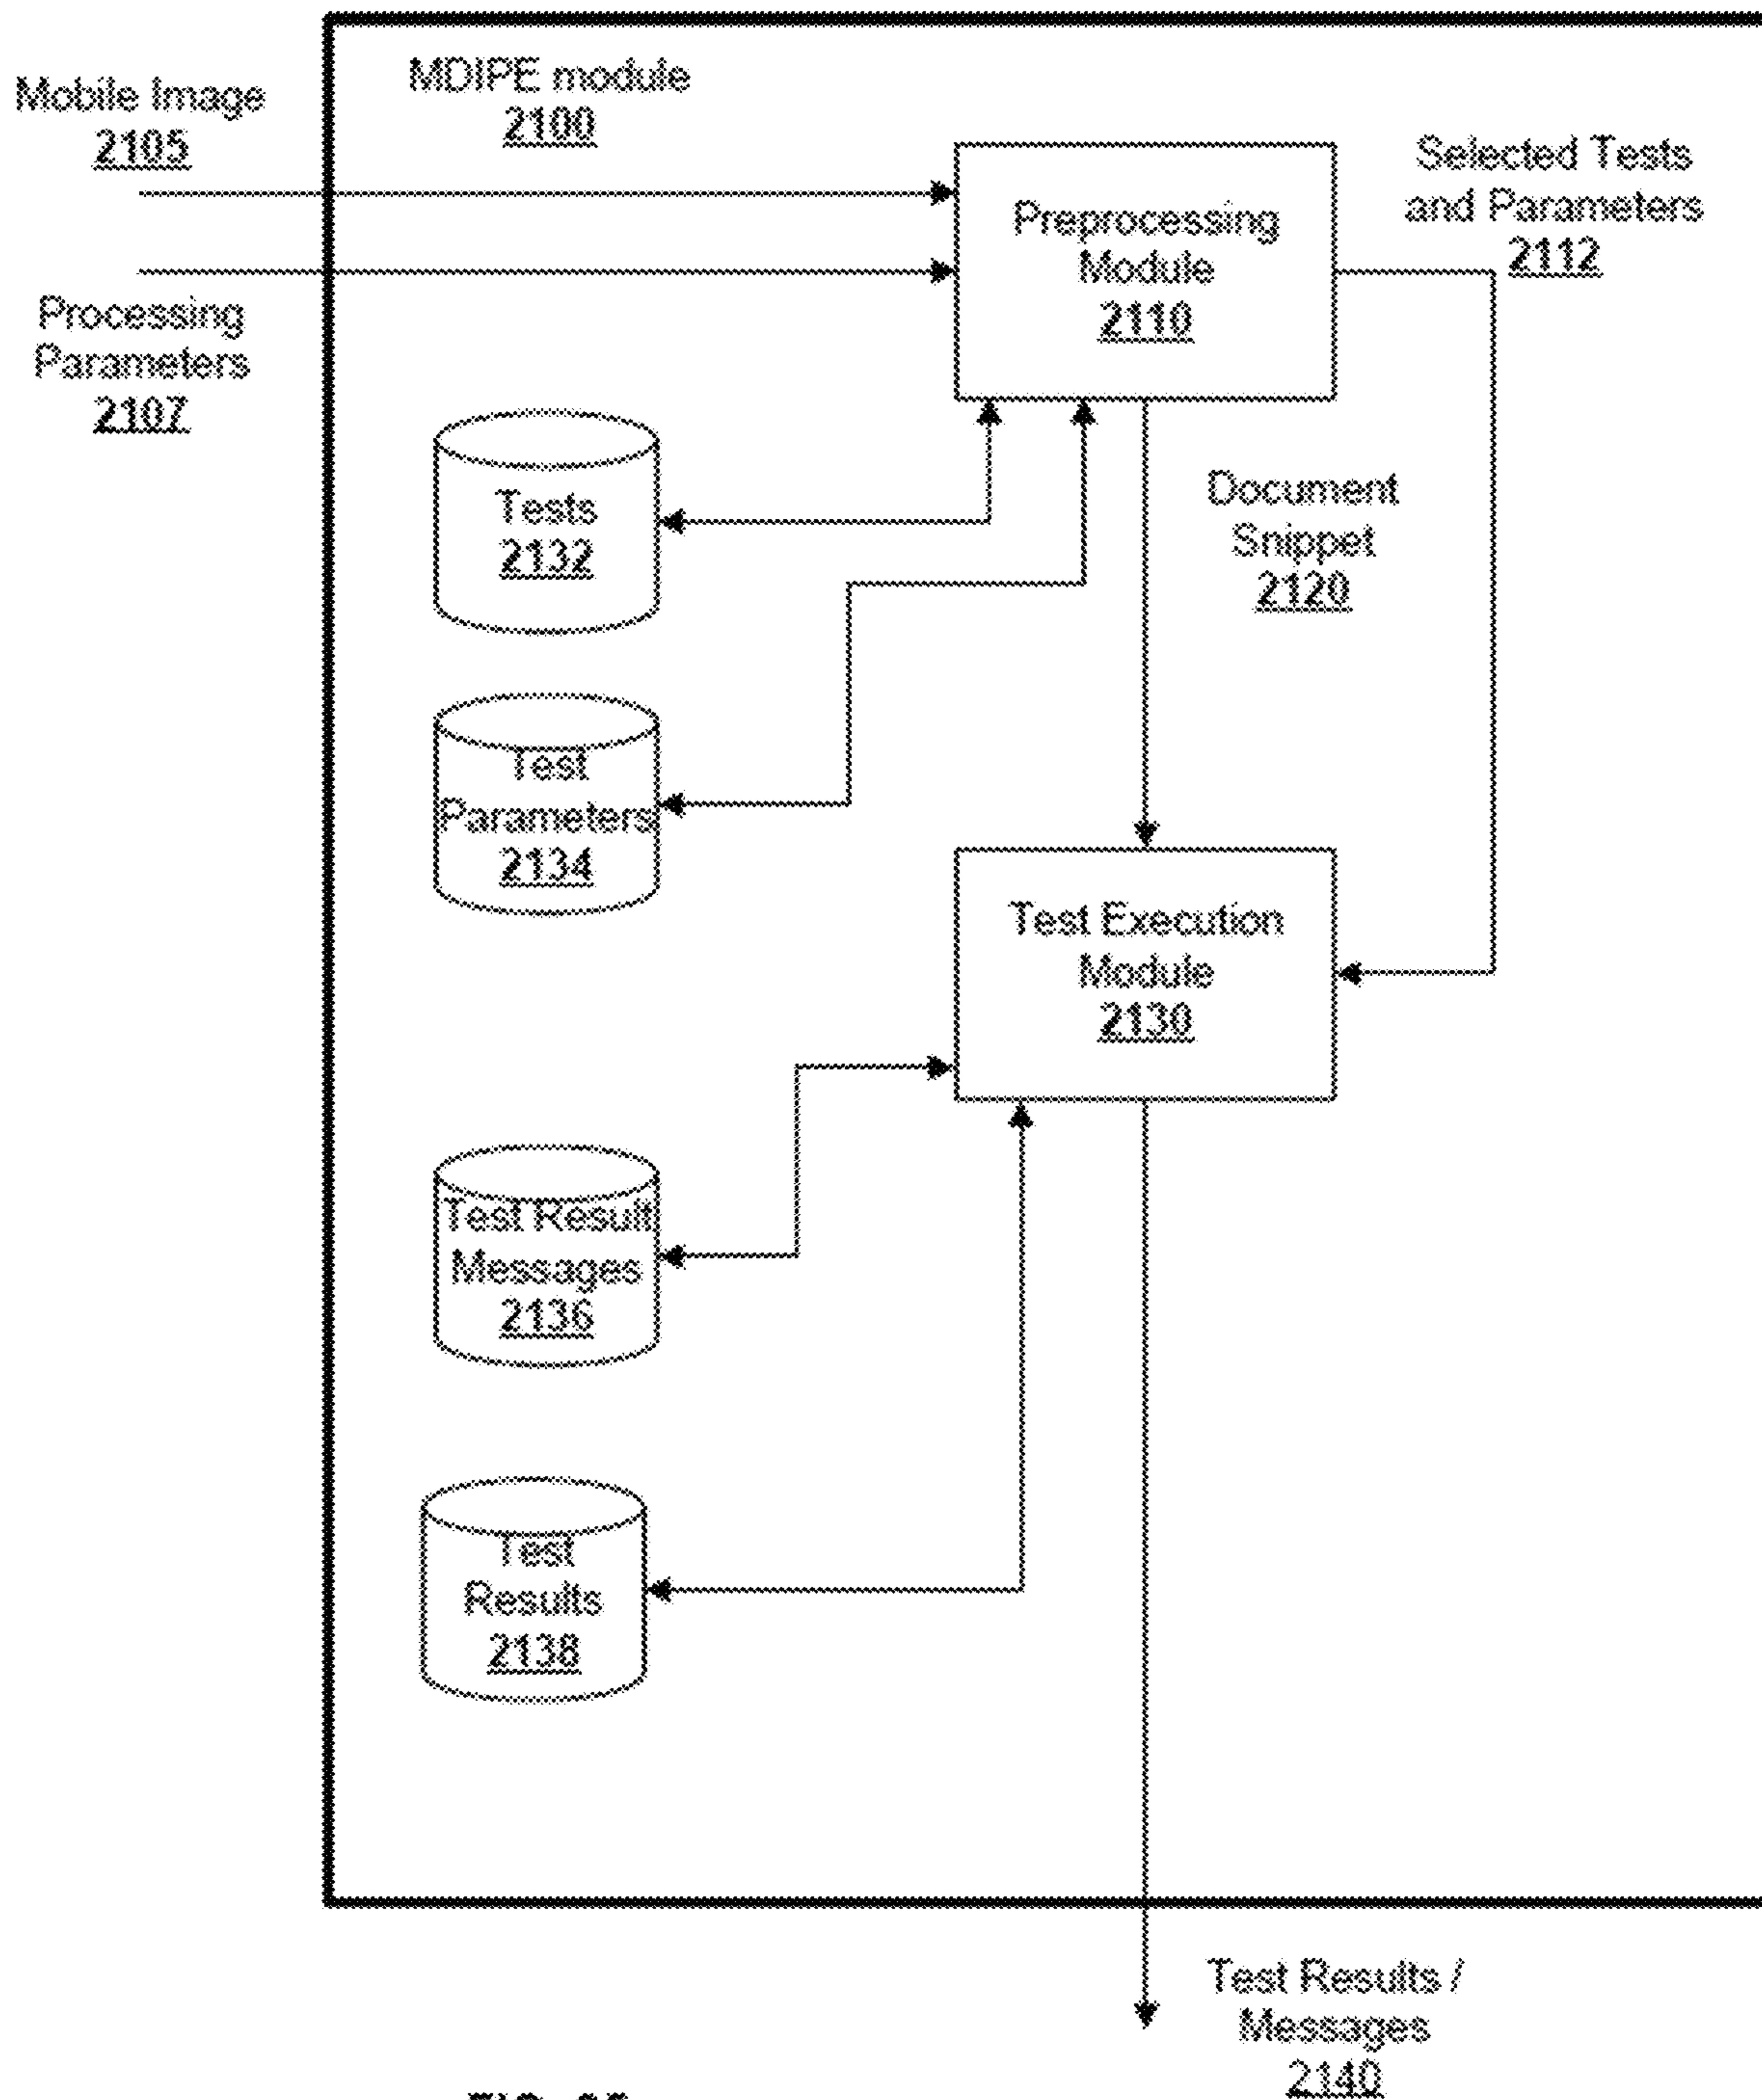 Mobile Image
2105
MDIPE module
2100
Selected Tests
and Parameters
2112
Preprocessing
Module
2110
Processing
Parameters
2107
Tests
2132
Document
Snippet
2120
Test
Parameters
2134
Test Execution
Module
2130
Test Result
Messages
2136
Test
Results
2138
Test Results /
Messages
2140